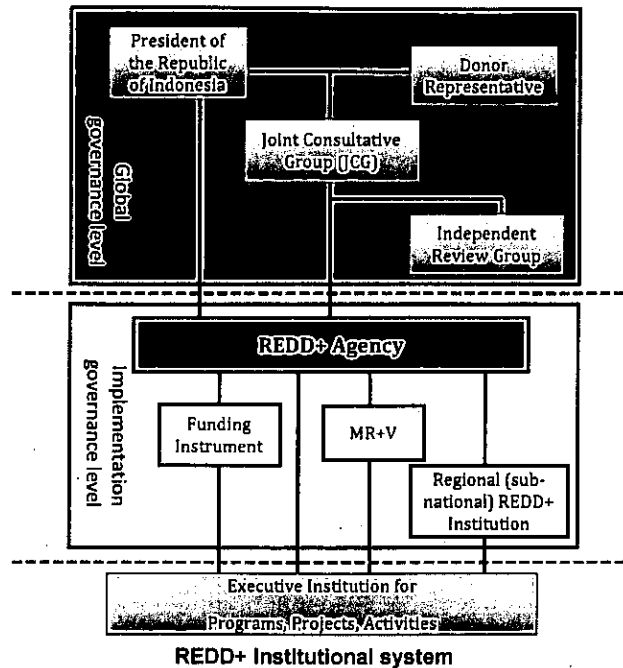 President of
the Republic
of Indonesia
Donor
Representative
Joint Consultative
Group (JCG)
Independent
Review Group
Global
governance level
REDD+ Agency
Implementation
governance level
Funding
Instrument
MR+V
Regional (sub-
national) REDD+
Institution
Executive Institution for
Programs, Projects, Activities
REDD+ Institutional system